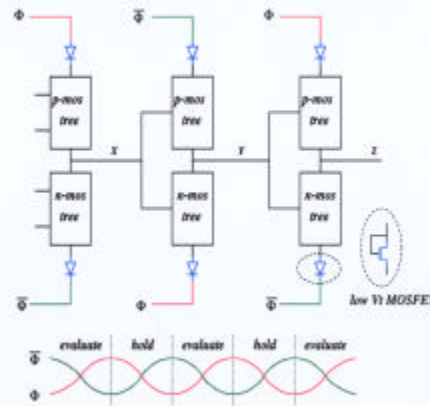 Φ Φ̅ Φ
p-mos tree p-mos tree p-mos tree
X Y Z
n-mos tree n-mos tree n-mos tree
Φ̅ Φ Φ̅
low Vt MOSFET
evaluate hold evaluate hold evaluate
Φ̅
Φ